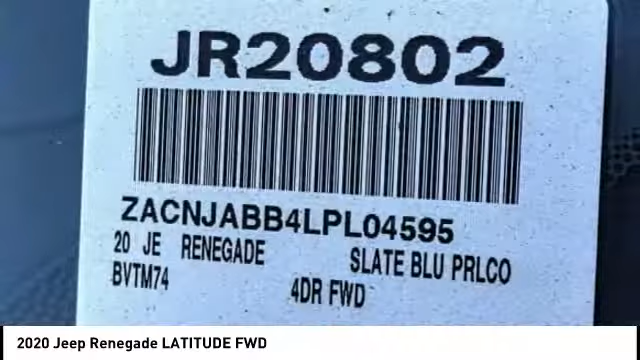 JR20802
ZACNJABB4LPL04595
20 JE RENEGADE SLATE BLU PRLCO
BVTM74 4DR FWD
2020 Jeep Renegade LATITUDE FWD